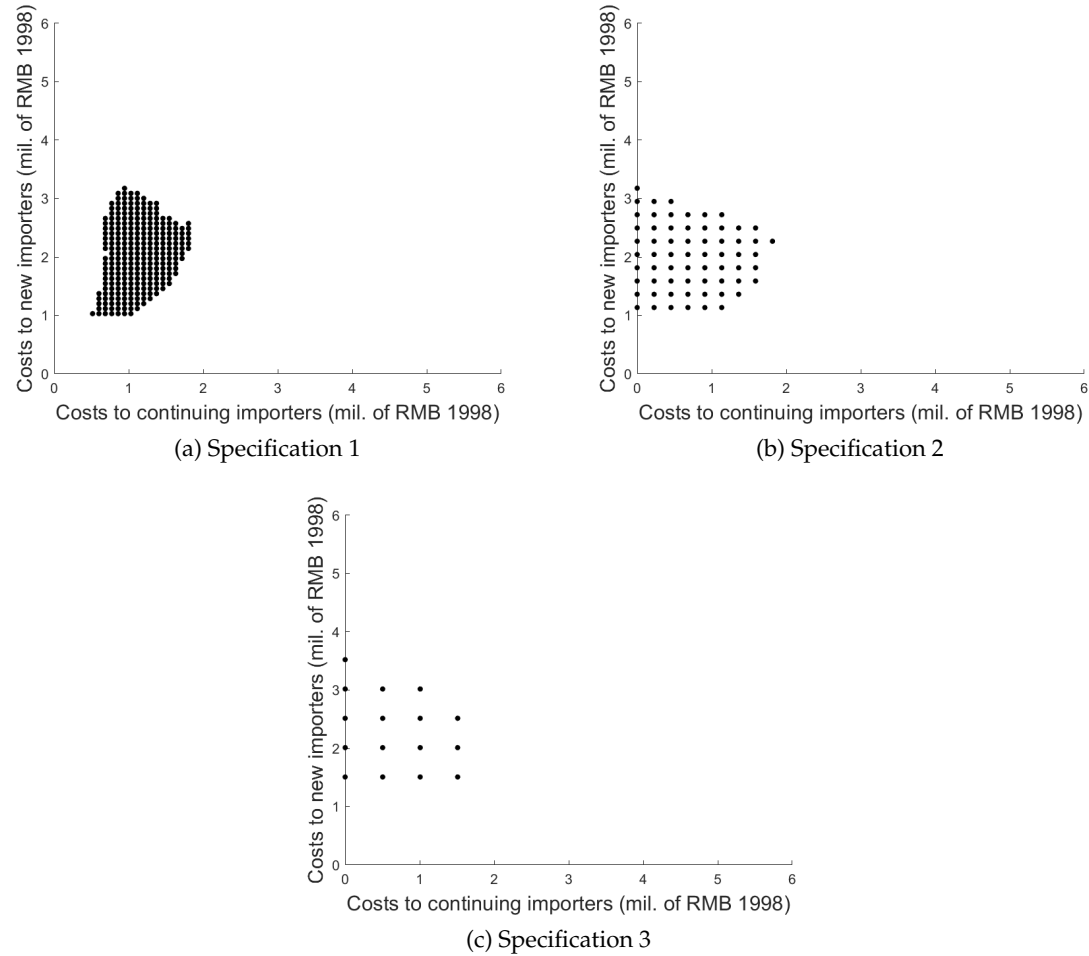 Costs to new importers (mil. of RMB 1998)
6
5
4
3
2
1
0
0 1 2 3 4 5 6
Costs to continuing importers (mil. of RMB 1998)
(a) Specification 1
Costs to new importers (mil. of RMB 1998)
6
5
4
3
2
1
0
0 1 2 3 4 5 6
Costs to continuing importers (mil. of RMB 1998)
(b) Specification 2
Costs to new importers (mil. of RMB 1998)
6
5
4
3
2
1
0
0 1 2 3 4 5 6
Costs to continuing importers (mil. of RMB 1998)
(c) Specification 3